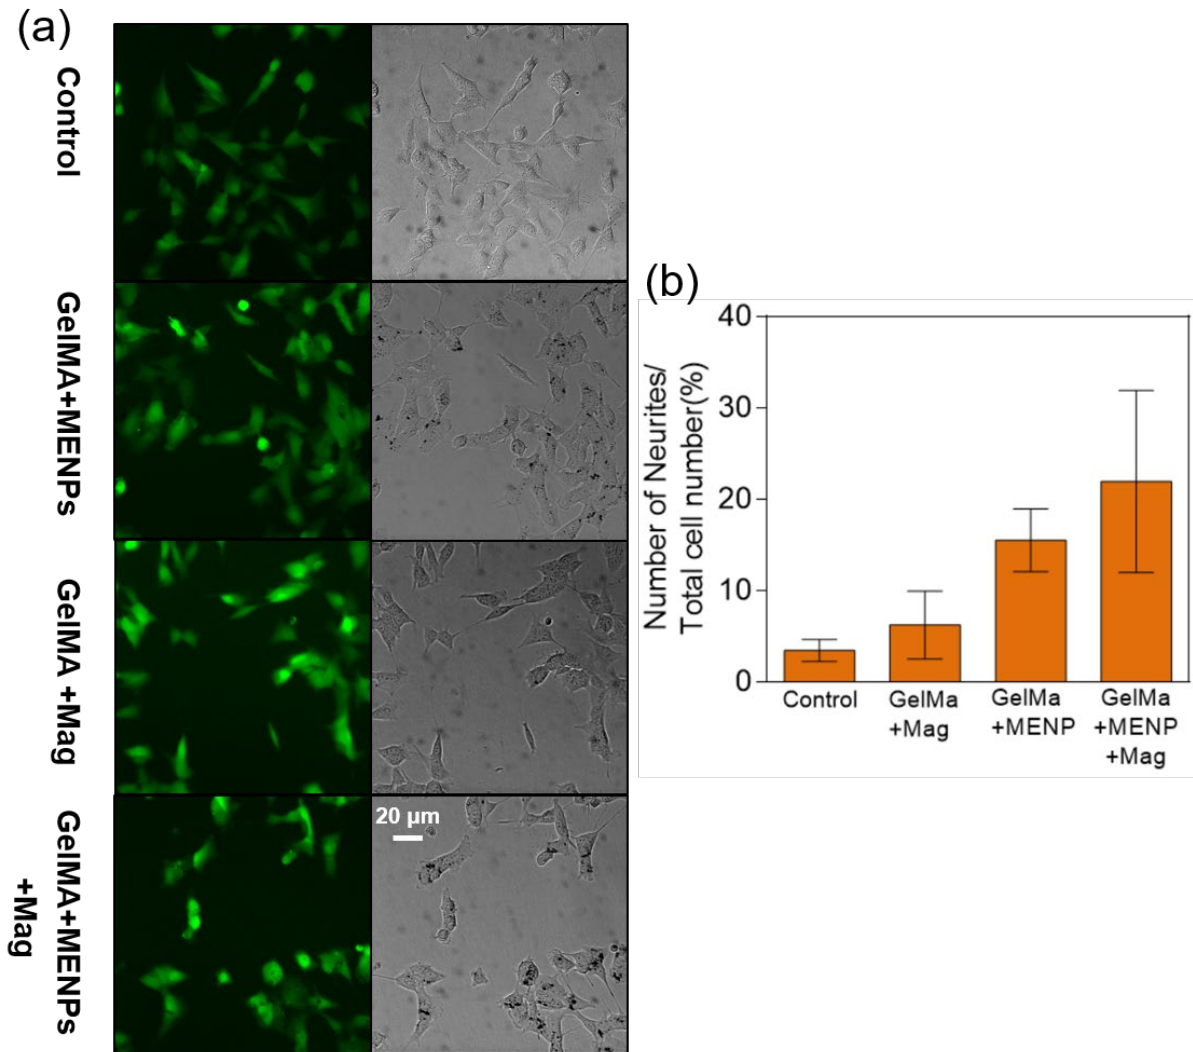 (a)
Control
GelMA+MENPs
GelMA +Mag
GelMA+MENPs
+Mag
20 µm
(b)
Number of Neurites/
Total cell number(%)
40
30
20
10
0
Control
GelMa
+Mag
GelMa
+MENP
GelMa
+MENP
+Mag